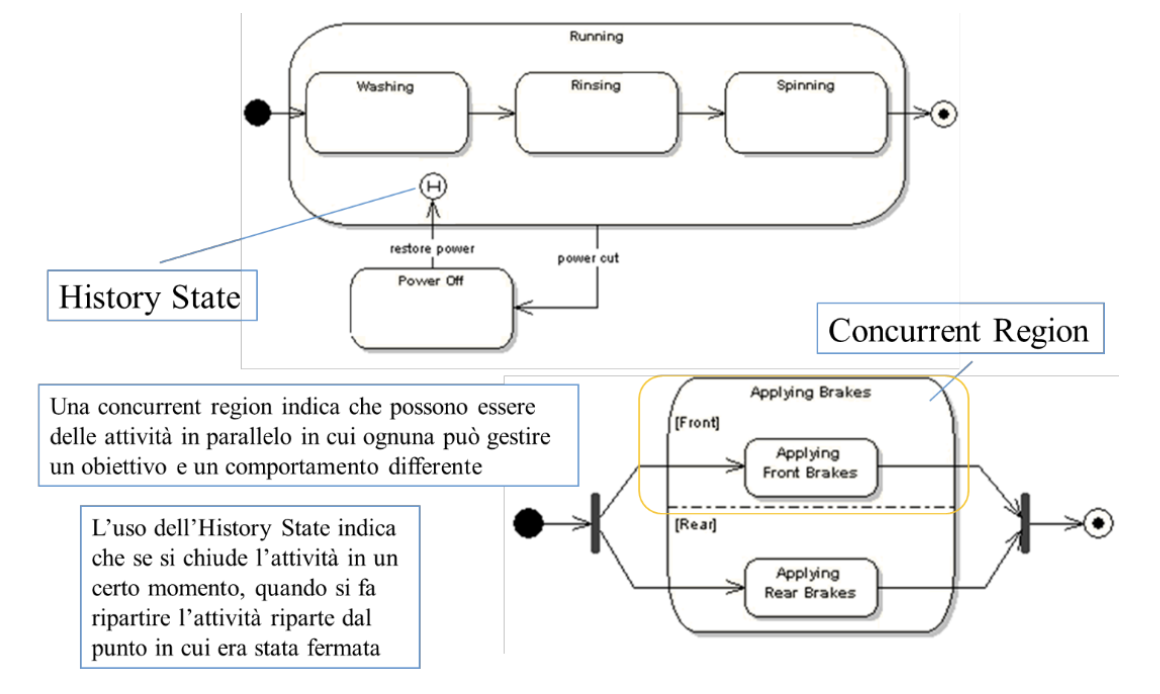 Running
Washing
Rinsing
Spinning
H
restore power
power cut
Power Off
History State
Concurrent Region
Una concurrent region indica che possono essere
delle attività in parallelo in cui ognuna può gestire
un obiettivo e un comportamento differente
Applying Brakes
[Front]
Applying
Front Brakes
[Rear]
Applying
Rear Brakes
L’uso dell’History State indica
che se si chiude l’attività in un
certo momento, quando si fa
ripartire l’attività riparte dal
punto in cui era stata fermata